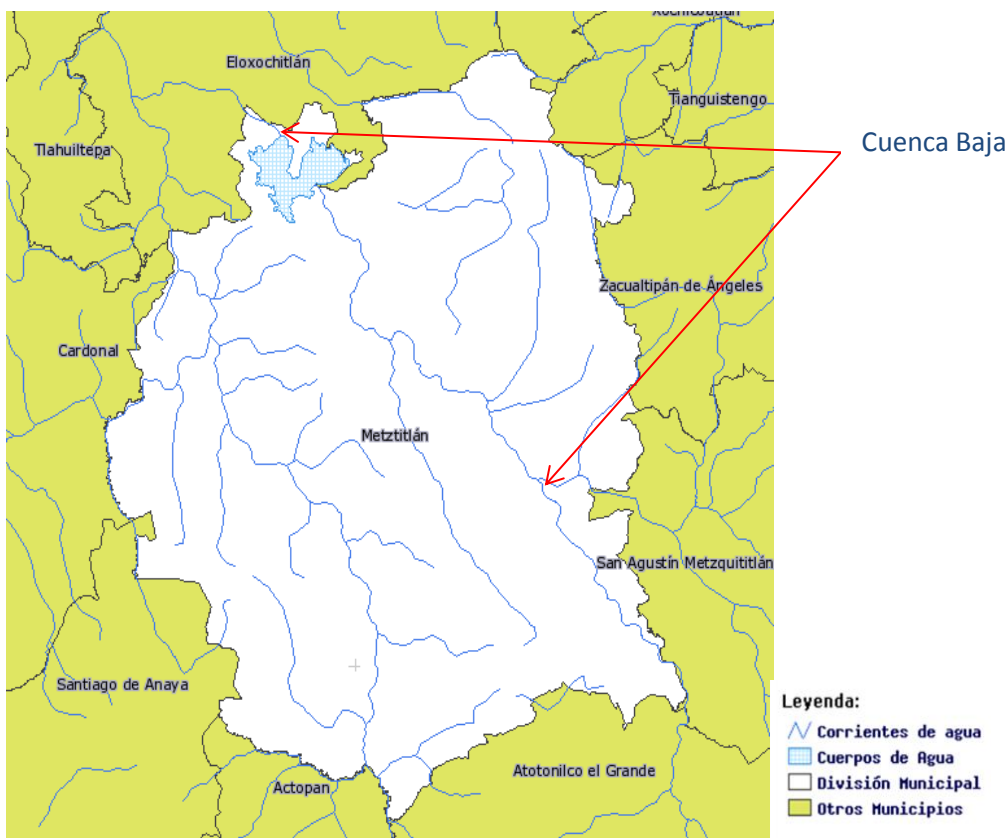 Xochicoatlán
Eloxochitlán
Tianguistengo
Tlahuiltepa
Cuenca Baja
Zacualtipán de Ángeles
Cardonal
Metztitlán
San Agustín Metzquititlán
Santiago de Anaya
Atotonilco el Grande
Actopan
Leyenda:
Corrientes de agua
Cuerpos de Agua
División Municipal
Otros Municipios